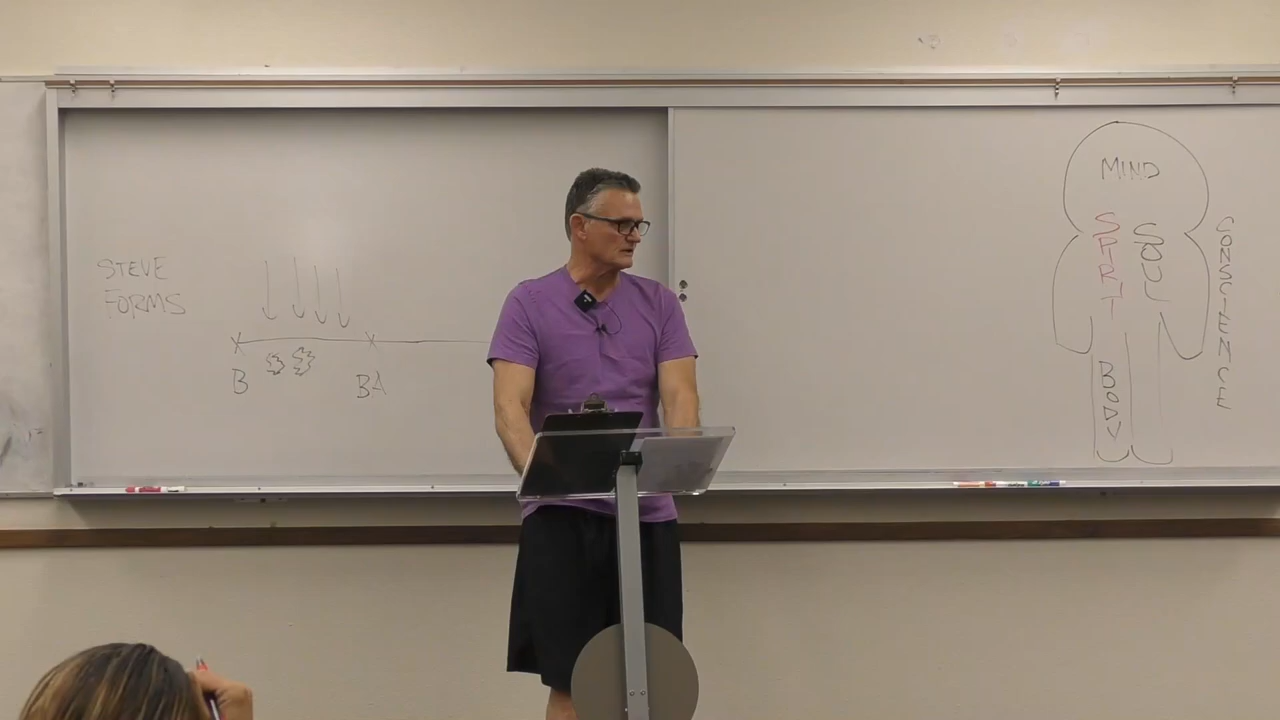 STEVE
FORMS
B
BA
MIND
SPIRIT
SOUL
BODY
CONSCIENCE